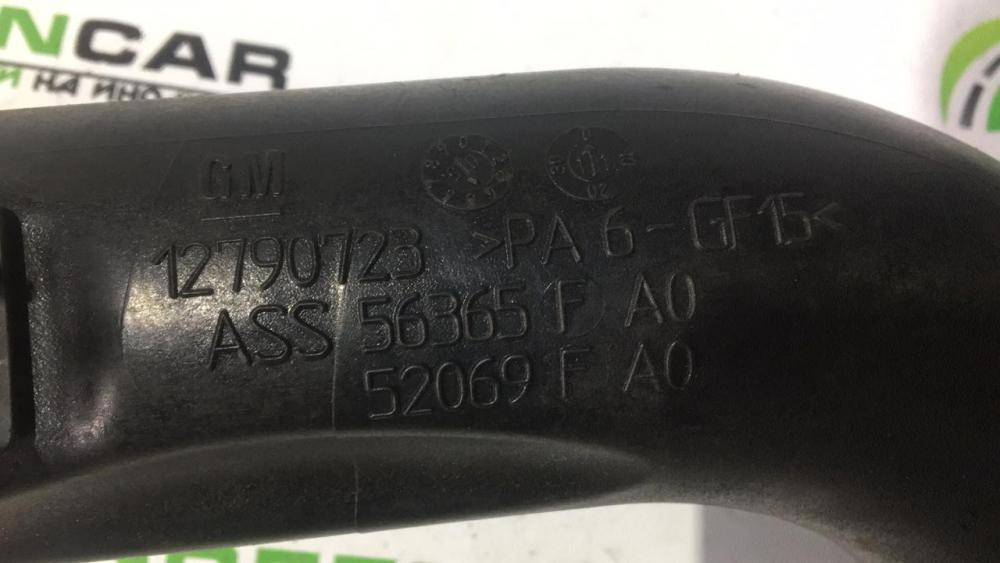 NCAR
Й НА ИНО
GM
12790723 >PA 6-GF15<
ASS 56365 F A0
52069 F A0